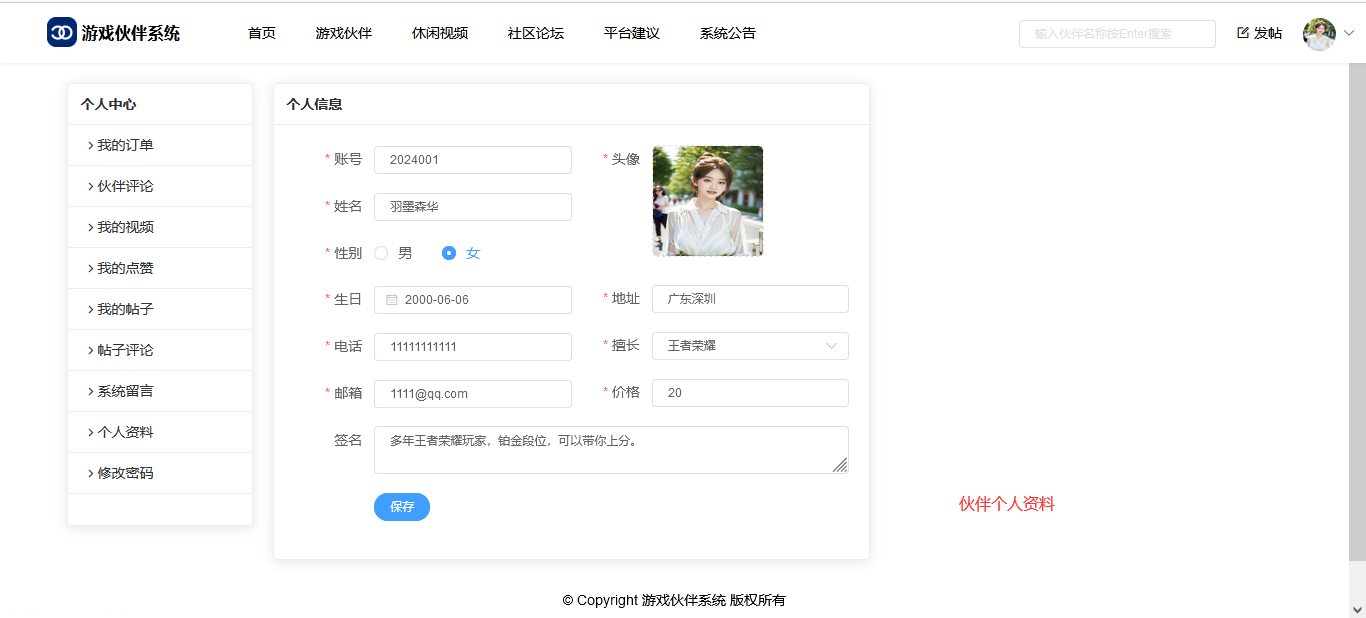 游戏伙伴系统 首页 游戏伙伴 休闲视频 社区论坛 平台建议 系统公告 输入伙伴名称按Enter搜索 发帖
个人中心
我的订单
伙伴评论
我的视频
我的点赞
我的帖子
帖子评论
系统留言
个人资料
修改密码
个人信息
* 账号 2024001
* 头像
* 姓名 羽墨森华
* 性别 男 女
* 生日 2000-06-06
* 地址 广东深圳
* 电话 11111111111
* 擅长 王者荣耀
* 邮箱 1111@qq.com
* 价格 20
签名 多年王者荣耀玩家，铂金段位，可以带你上分。
保存
伙伴个人资料
© Copyright 游戏伙伴系统 版权所有